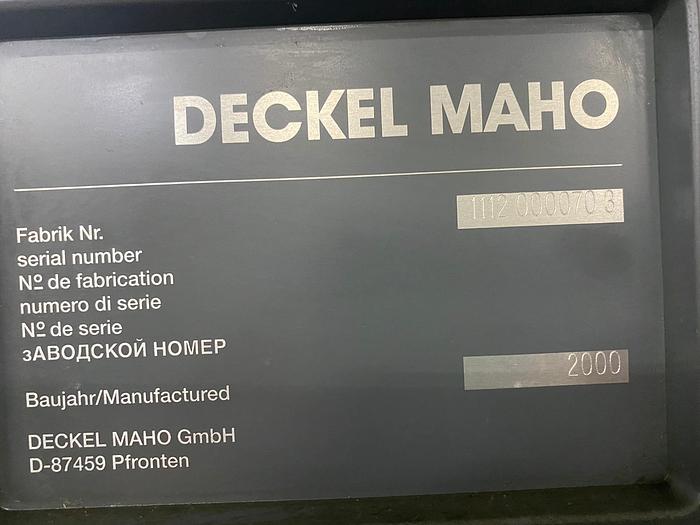 DECKEL MAHO
1112 000070 3
Fabrik Nr.
serial number
Nº de fabrication
numero di serie
Nº de serie
зАВОДСКОЙ НОМЕР
2000
Baujahr/Manufactured
DECKEL MAHO GmbH
D-87459 Pfronten